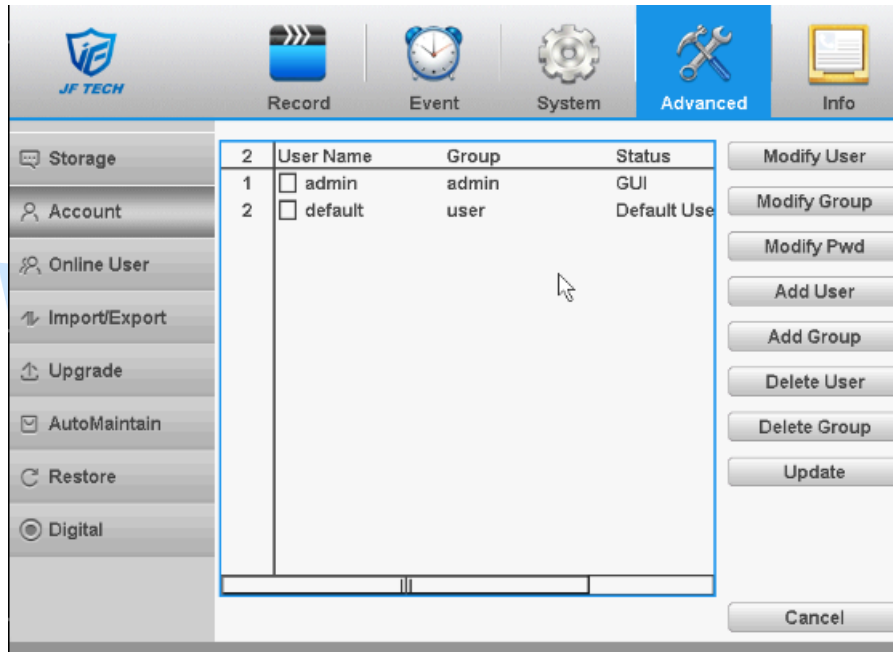 JF TECH
Record
Event
System
Advanced
Info
Storage
Account
Online User
Import/Export
Upgrade
AutoMaintain
Restore
Digital
2 User Name Group Status
1 admin admin GUI
2 default user Default Use
Modify User
Modify Group
Modify Pwd
Add User
Add Group
Delete User
Delete Group
Update
Cancel